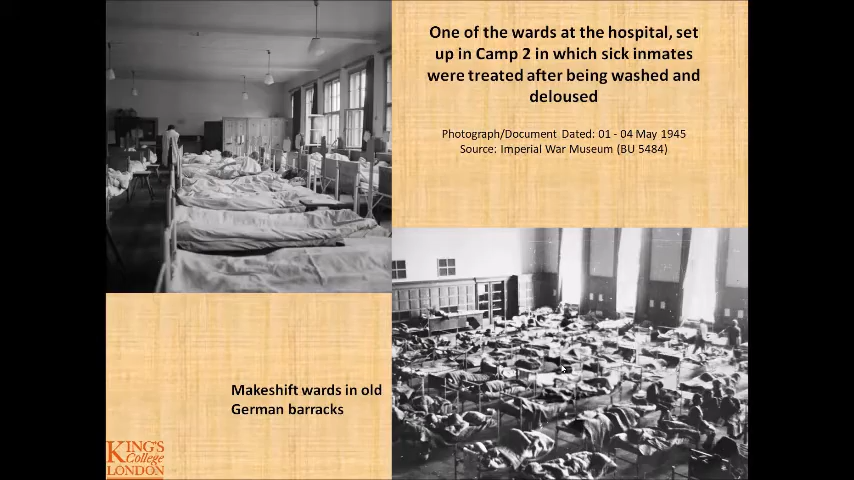 One of the wards at the hospital, set
up in Camp 2 in which sick inmates
were treated after being washed and
deloused
Photograph/Document Dated: 01 - 04 May 1945
Source: Imperial War Museum (BU 5484)
Makeshift wards in old
German barracks
KING'S
College
LONDON